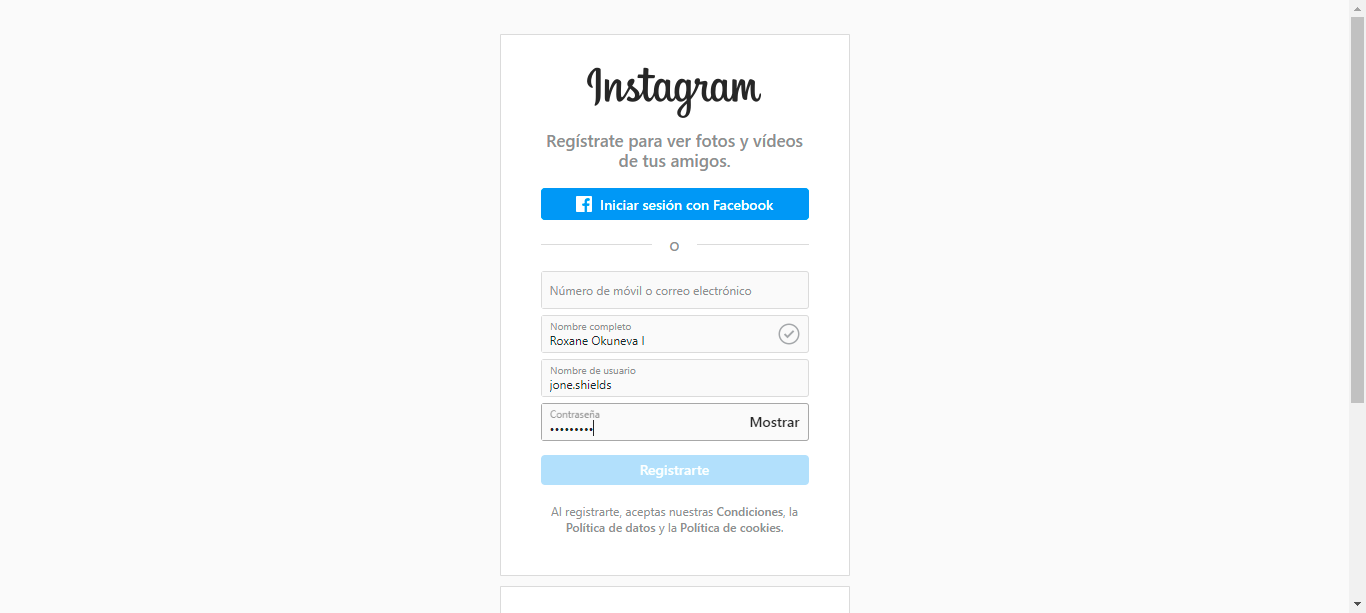 Instagram
Regístrate para ver fotos y vídeos
de tus amigos.
Iniciar sesión con Facebook
O
Número de móvil o correo electrónico
Nombre completo
Roxane Okuneva I
Nombre de usuario
jone.shields
Contraseña
•••••••••
Mostrar
Registrarte
Al registrarte, aceptas nuestras Condiciones, la
Política de datos y la Política de cookies.